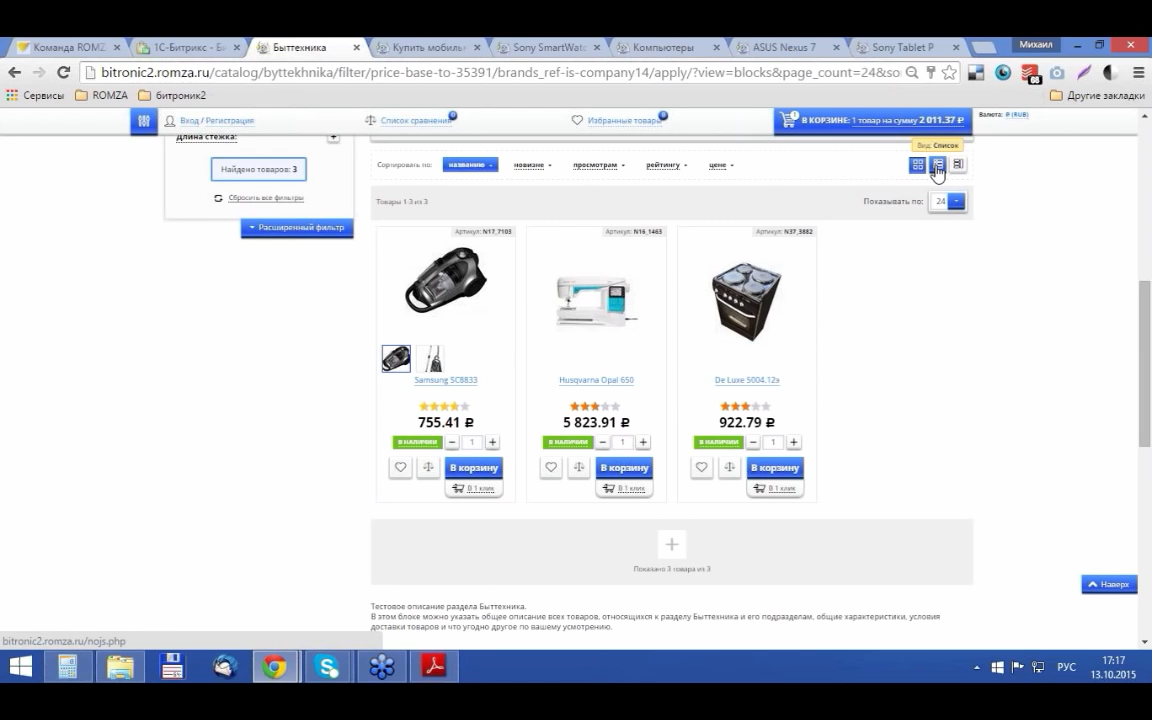 Команда ROMZ
1С-Битрикс - Би
Быттехника
Купить мобильн
Sony SmartWatc
Компьютеры
ASUS Nexus 7
Sony Tablet P
Михаил
bitronic2.romza.ru/catalog/byttekhnika/filter/price-base-to-35391/brands_ref-is-company14/apply/?view=blocks&page_count=24&so
Сервисы ROMZA битроник2 Другие закладки
Вход / Регистрация Список сравнения 0 Избранные товары 0 1 В КОРЗИНЕ: 1 товар на сумму 2 011.37 ₽ Валюта: ₽ (RUB)
Длина стежка: +
Вид: Список
Найдено товаров: 3
Сортировать по: названию новизне просмотрам рейтингу цене
Сбросить все фильтры
Товары 1-3 из 3 Показывать по: 24
Расширенный фильтр
Артикул: N17_7103 Артикул: N16_1463 Артикул: N37_3882
Samsung SC8833 Husqvarna Opal 650 De Luxe 5004.12э
755.41 ₽ 5 823.91 ₽ 922.79 ₽
В НАЛИЧИИ − 1 + В НАЛИЧИИ − 1 + В НАЛИЧИИ − 1 +
В корзину В корзину В корзину
В 1 клик В 1 клик В 1 клик
+
Показано 3 товара из 3
Наверх
Тестовое описание раздела Быттехника.
В этом блоке можно указать общее описание всех товаров, относящихся к разделу Быттехника и его подразделам, общие характеристики, условия
доставки товаров и что угодно другое по вашему усмотрению.
bitronic2.romza.ru/nojs.php
РУС
17:17
13.10.2015